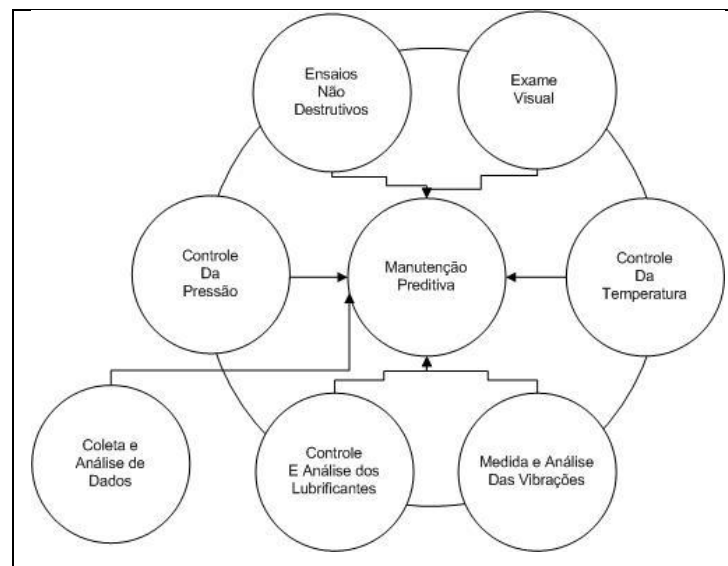 Ensaios
Não
Destrutivos
Exame
Visual
Controle
Da
Pressão
Manutenção
Preditiva
Controle
Da
Temperatura
Coleta e
Análise de
Dados
Controle
E Análise dos
Lubrificantes
Medida e Análise
Das Vibrações